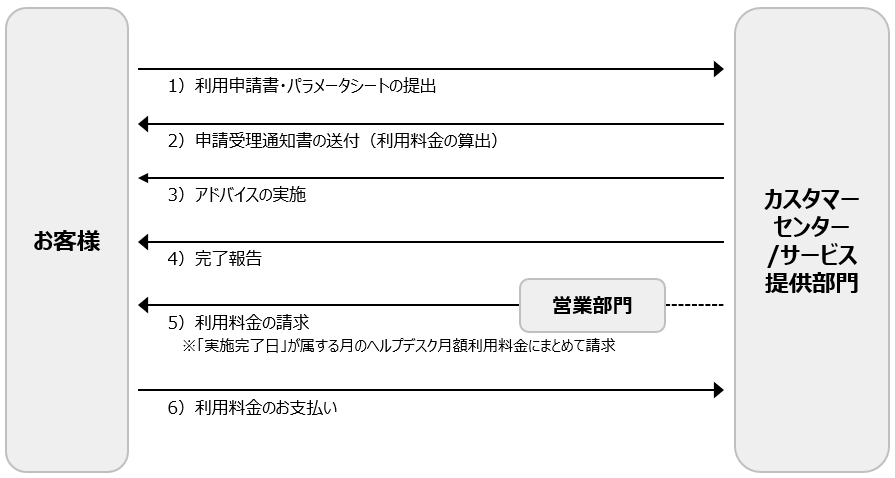 1）利用申請書・パラメータシートの提出
2）申請受理通知書の送付（利用料金の算出）
3）アドバイスの実施
お客様
カスタマー
センター
/サービス
提供部門
4）完了報告
営業部門
5）利用料金の請求
※「実施完了日」が属する月のヘルプデスク月額利用料金にまとめて請求
6）利用料金のお支払い